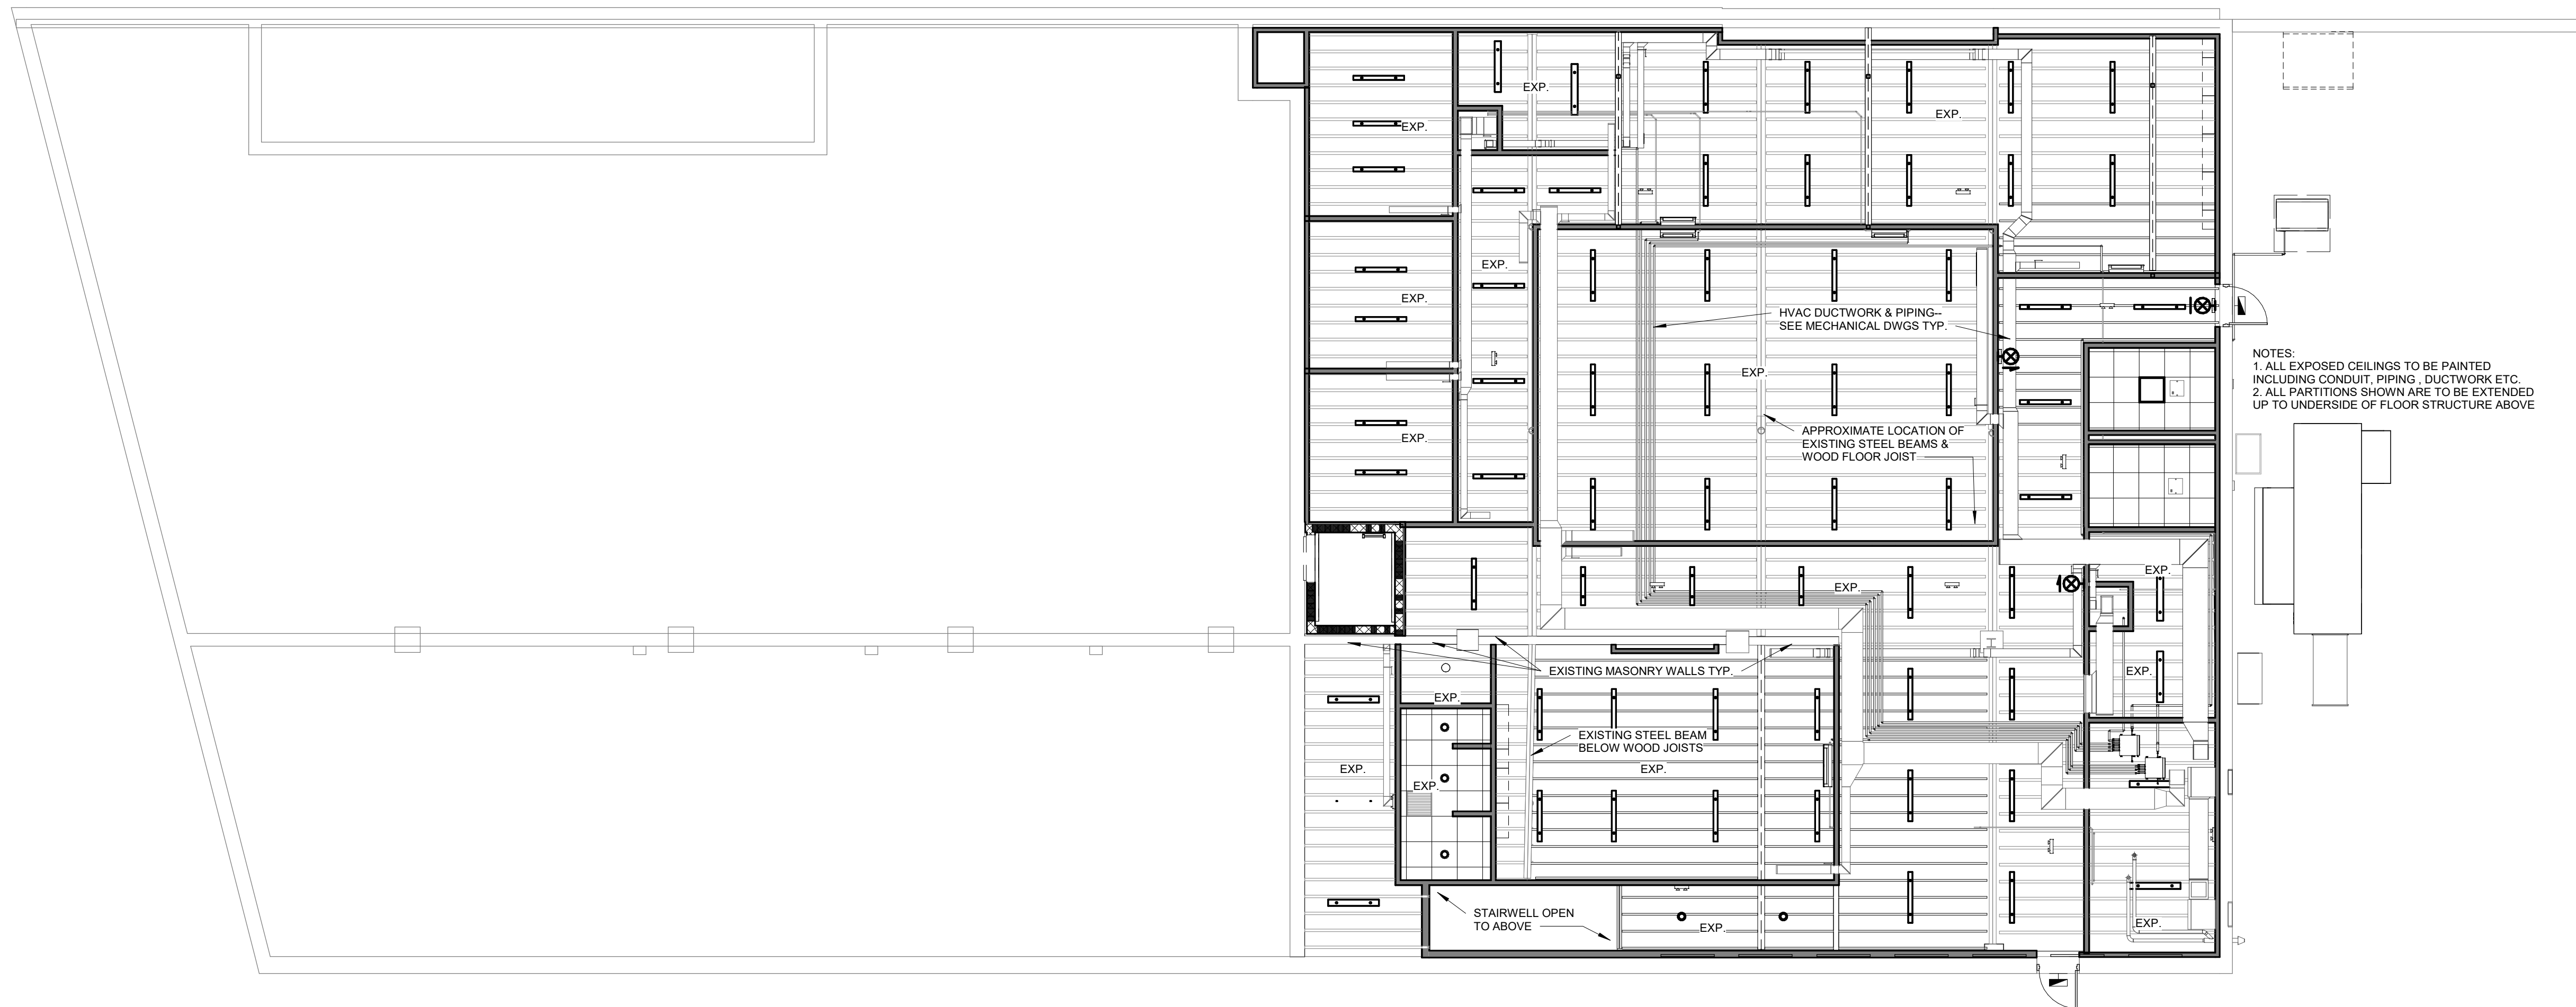 EXP.
EXP.
EXP.
EXP.
EXP.
EXP.
HVAC DUCTWORK & PIPING--
SEE MECHANICAL DWGS TYP.
NOTES:
1. ALL EXPOSED CEILINGS TO BE PAINTED
INCLUDING CONDUIT, PIPING , DUCTWORK ETC.
2. ALL PARTITIONS SHOWN ARE TO BE EXTENDED
UP TO UNDERSIDE OF FLOOR STRUCTURE ABOVE
EXP.
APPROXIMATE LOCATION OF
EXISTING STEEL BEAMS &
WOOD FLOOR JOIST
EXP.
EXP.
EXP.
EXISTING MASONRY WALLS TYP.
EXP.
EXP.
EXISTING STEEL BEAM
BELOW WOOD JOISTS
EXP.
EXP.
EXP.
STAIRWELL OPEN
TO ABOVE
EXP.
EXP.